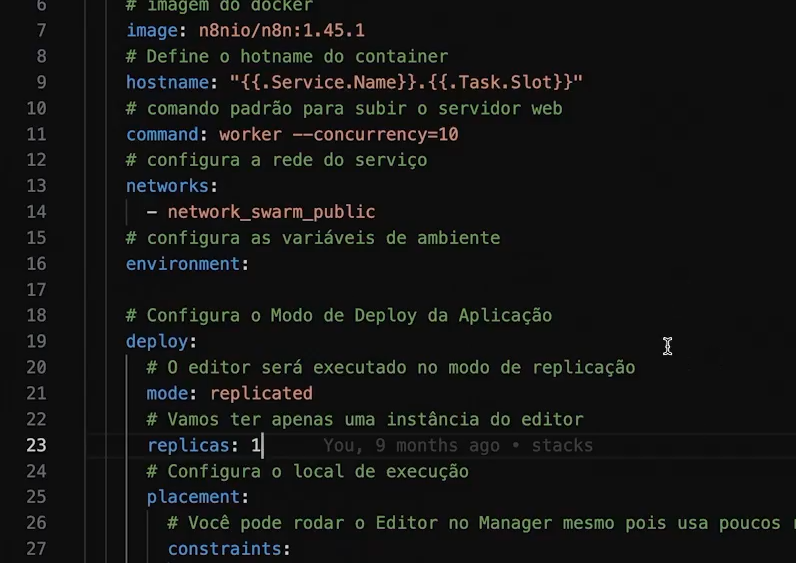 6 # imagem do docker
7 image: n8nio/n8n:1.45.1
8 # Define o hotname do container
9 hostname: "{{.Service.Name}}.{{.Task.Slot}}"
10 # comando padrão para subir o servidor web
11 command: worker --concurrency=10
12 # configura a rede do serviço
13 networks:
14 - network_swarm_public
15 # configura as variáveis de ambiente
16 environment:
17
18 # Configura o Modo de Deploy da Aplicação
19 deploy:
20 # O editor será executado no modo de replicação
21 mode: replicated
22 # Vamos ter apenas uma instância do editor
23 replicas: 1 You, 9 months ago • stacks
24 # Configura o local de execução
25 placement:
26 # Você pode rodar o Editor no Manager mesmo pois usa poucos
27 constraints: